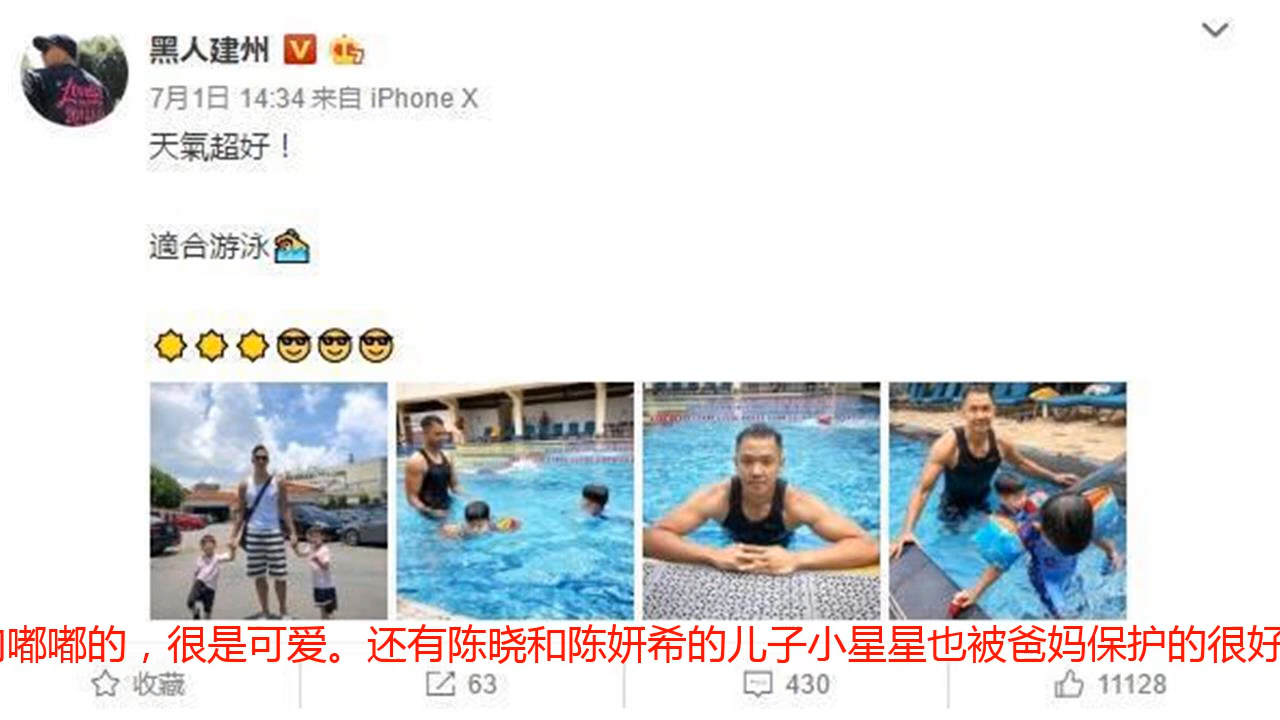 黑人建州
7月1日 14:34 来自 iPhone X
天氣超好！
適合游泳
嘟嘟的，很是可爱。还有陈晓和陈妍希的儿子小星星也被爸妈保护的很好
收藏 63 430 11128